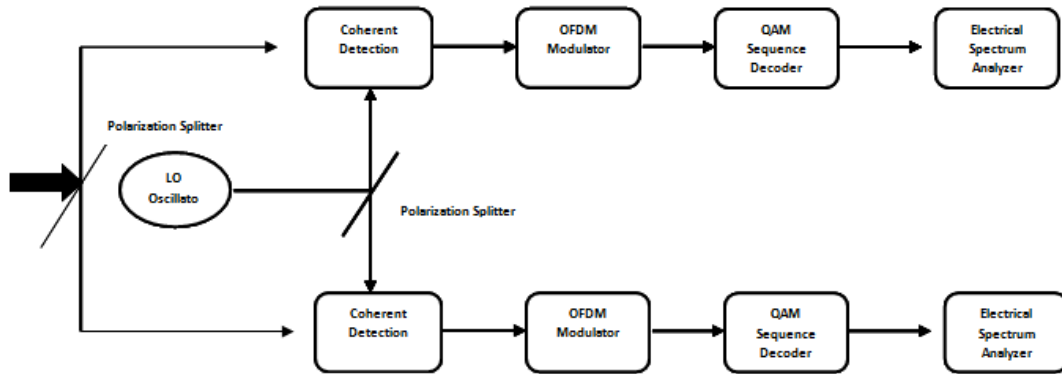 Coherent
Detection
OFDM
Modulator
QAM
Sequence
Decoder
Electrical
Spectrum
Analyzer
Polarization Splitter
LO
Oscillato
Polarization Splitter
Coherent
Detection
OFDM
Modulator
QAM
Sequence
Decoder
Electrical
Spectrum
Analyzer